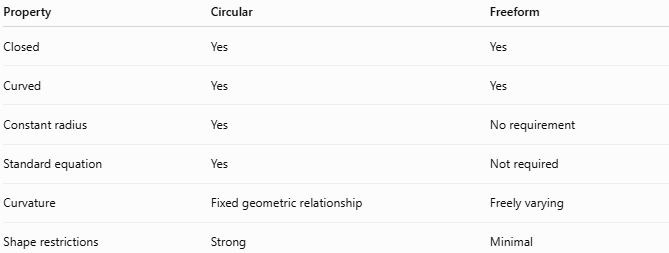 Property Circular Freeform
Closed Yes Yes
Curved Yes Yes
Constant radius Yes No requirement
Standard equation Yes Not required
Curvature Fixed geometric relationship Freely varying
Shape restrictions Strong Minimal